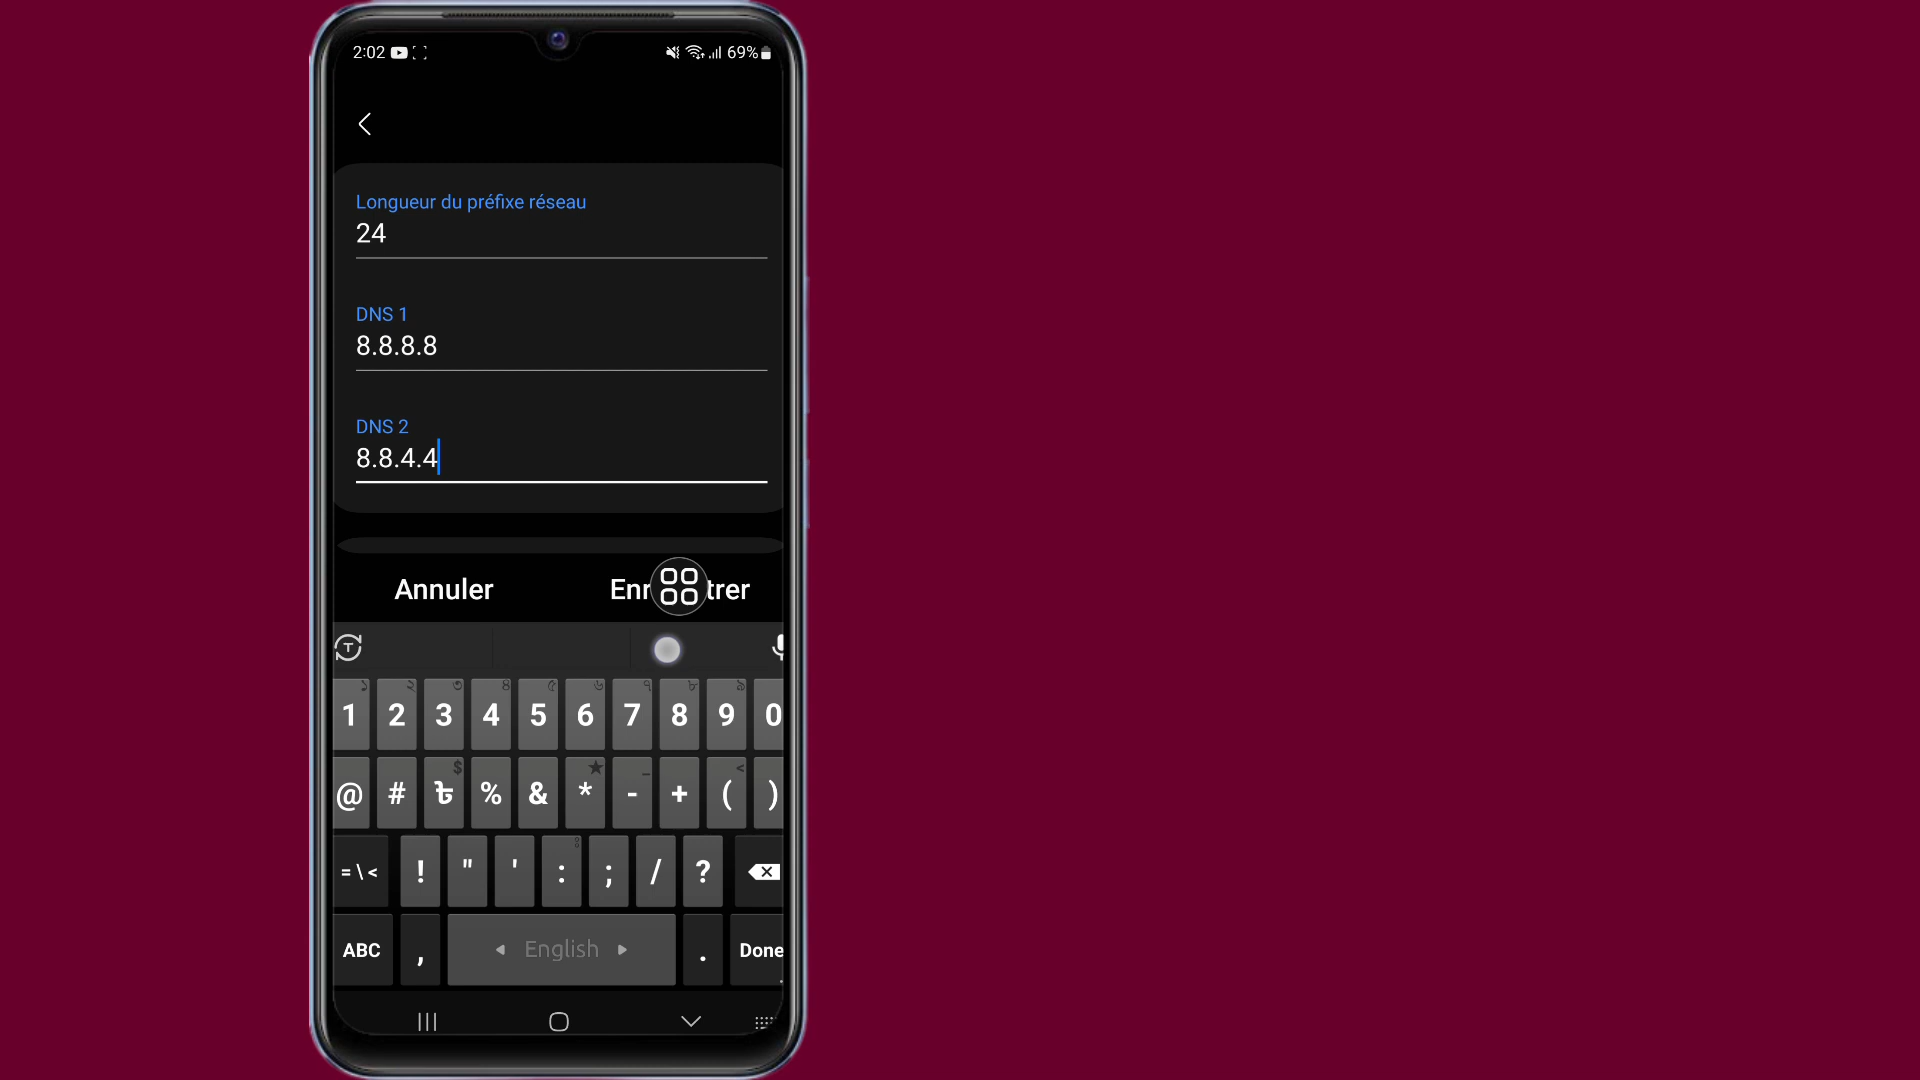 2:02 69%
Longueur du préfixe réseau
24
DNS 1
8.8.8.8
DNS 2
8.8.4.4
Annuler Enr trer
1 2 3 4 5 6 7 8 9 0
@ # ৳ % & * - + ( )
= \ < ! " ' : ; / ?
ABC , English . Done